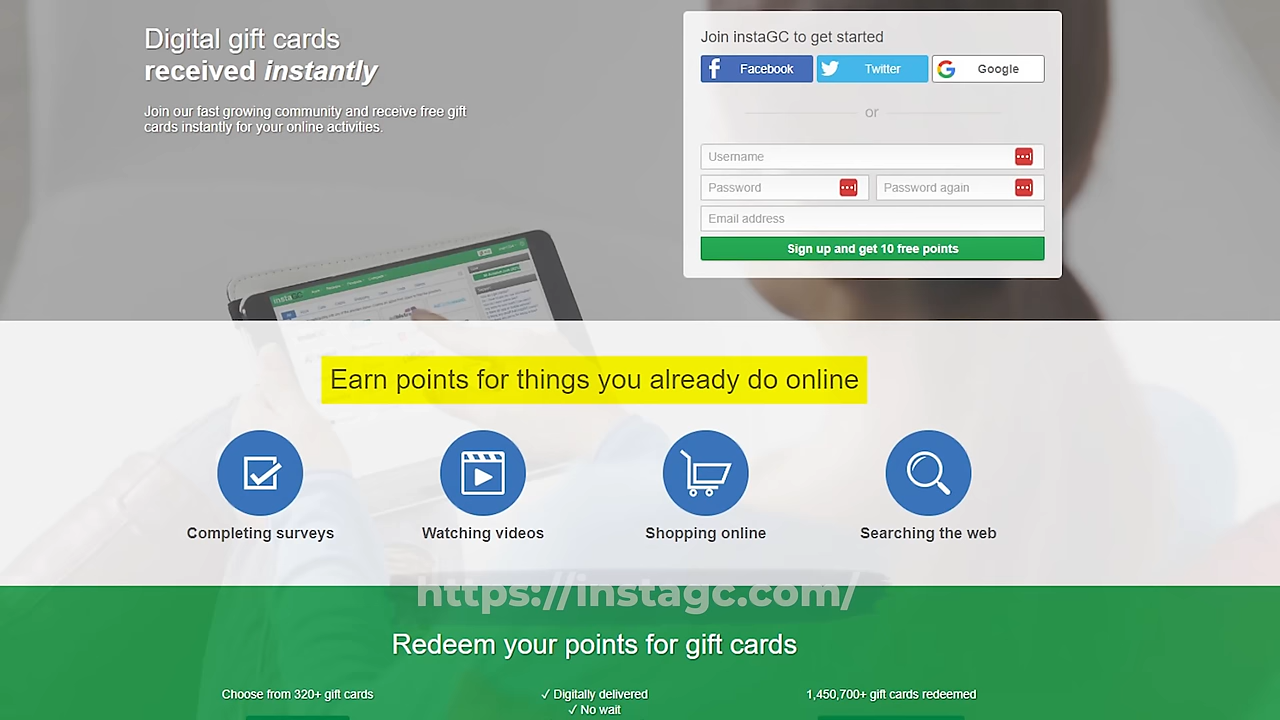 Digital gift cards
received instantly
Join our fast growing community and receive free gift
cards instantly for your online activities.
Join instaGC to get started
Facebook
Twitter
Google
or
Username
Password
Password again
Email address
Sign up and get 10 free points
Earn points for things you already do online
Completing surveys
Watching videos
Shopping online
Searching the web
https://instagc.com/
Redeem your points for gift cards
Choose from 320+ gift cards
✓ Digitally delivered
✓ No wait
1,450,700+ gift cards redeemed